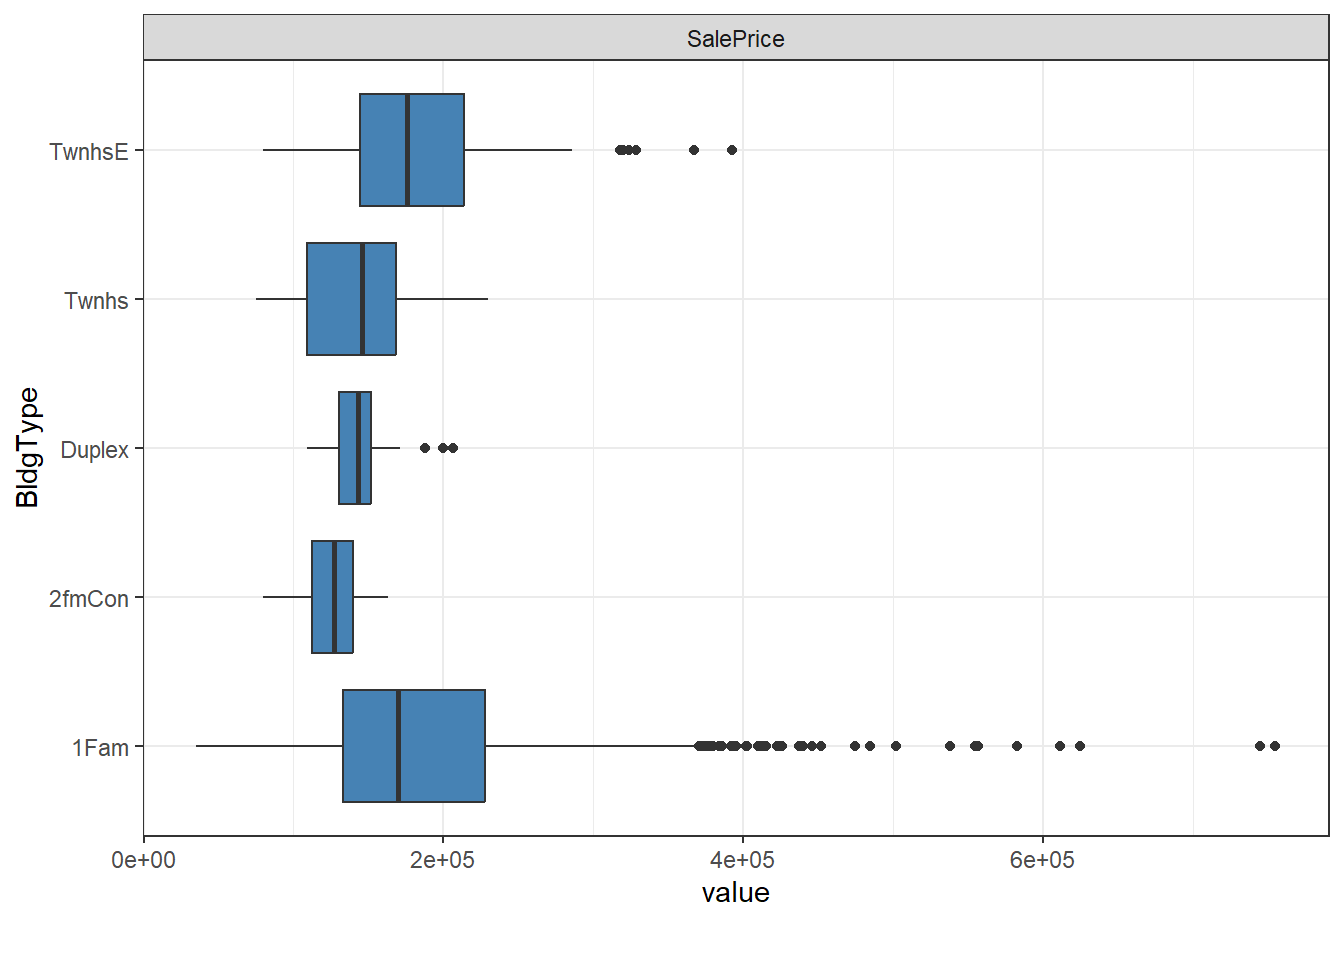 SalePrice
TwnhsE
Twnhs
Duplex
2fmCon
1Fam
BldgType
0e+00 2e+05 4e+05 6e+05
value